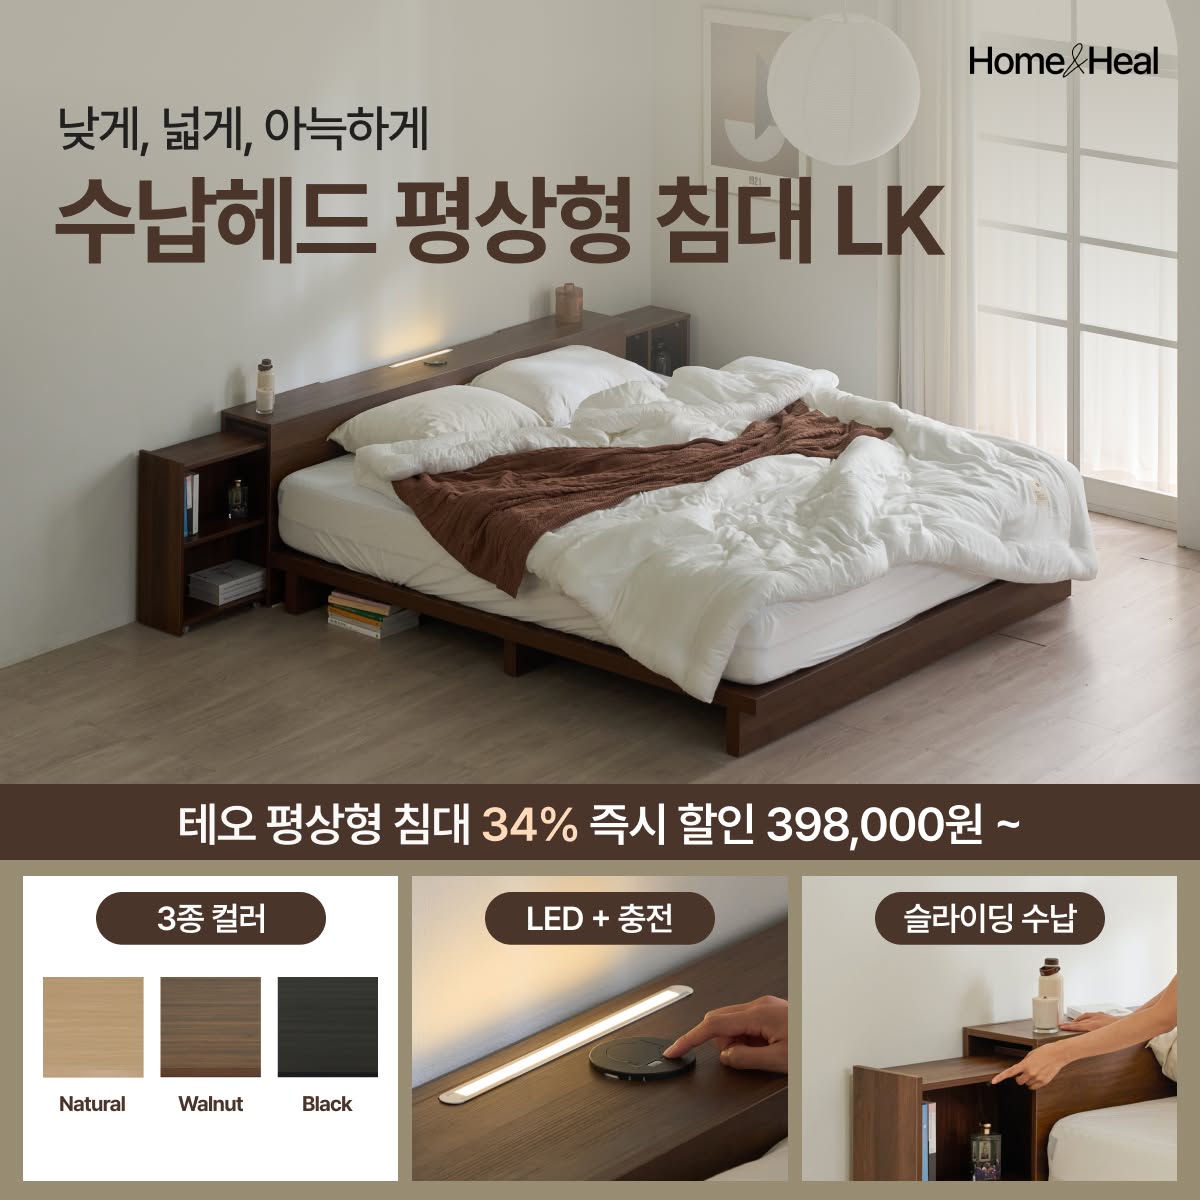 Home&Heal
낮게, 넓게, 아늑하게
수납헤드 평상형 침대 LK
1921
테오 평상형 침대 34% 즉시 할인 398,000원 ~
3종 컬러
Natural
Walnut
Black
LED + 충전
슬라이딩 수납